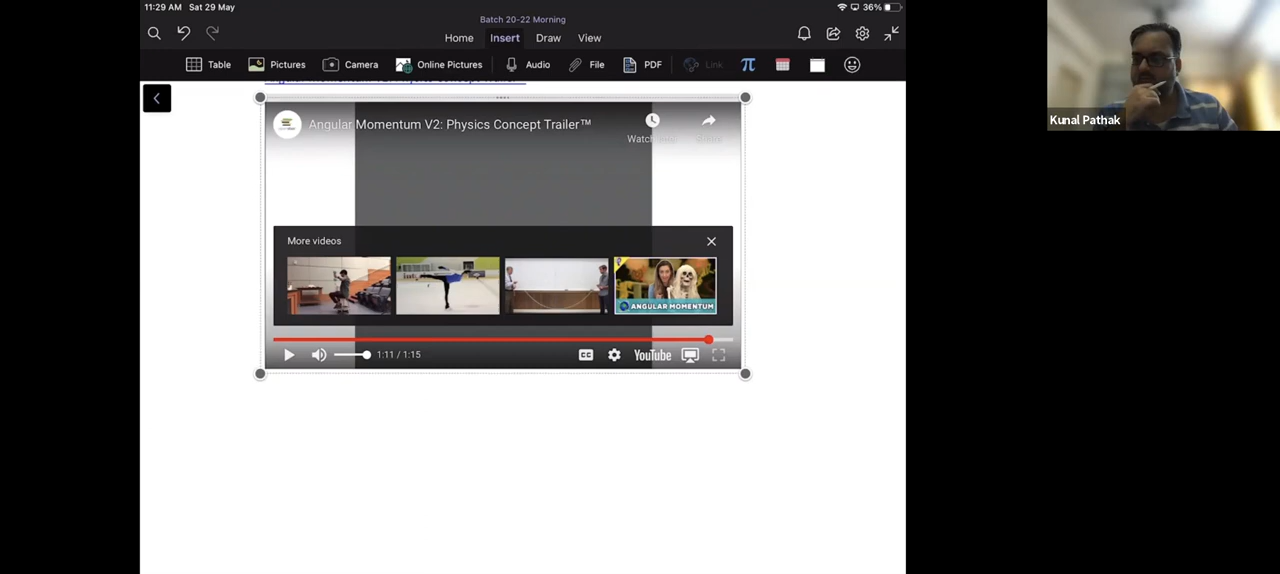 11:29 AM Sat 29 May
36%
Batch 20-22 Morning
Home Insert Draw View
Table Pictures Camera Online Pictures Audio File PDF Link
Angular Momentum V2: Physics Concept Trailer™
Watch later Share
More videos
ANGULAR MOMENTUM
1:11 / 1:15
CC YouTube
Kunal Pathak